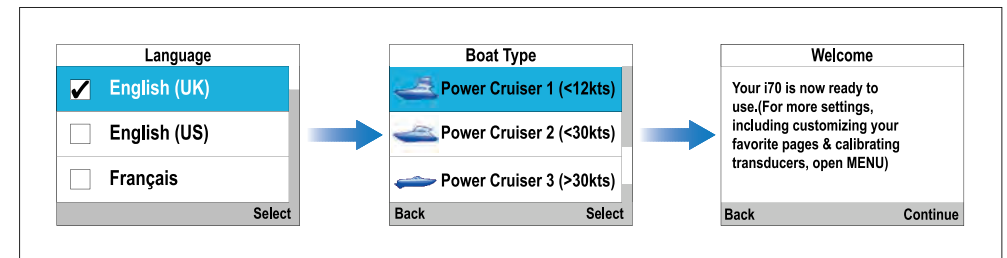 Language
English (UK)
English (US)
Français
Select
Boat Type
Power Cruiser 1 (<12kts)
Power Cruiser 2 (<30kts)
Power Cruiser 3 (>30kts)
Back Select
Welcome
Your i70 is now ready to
use.(For more settings,
including customizing your
favorite pages & calibrating
transducers, open MENU)
Back Continue